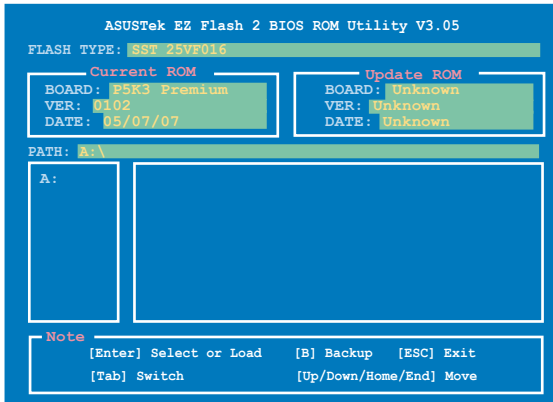 ASUSTek EZ Flash 2 BIOS ROM Utility V3.05
FLASH TYPE: SST 25VF016
Current ROM
BOARD: P5K3 Premium
VER: 0102
DATE: 05/07/07
Update ROM
BOARD: Unknown
VER: Unknown
DATE: Unknown
PATH: A:\
A:
Note
[Enter] Select or Load [B] Backup [ESC] Exit
[Tab] Switch [Up/Down/Home/End] Move